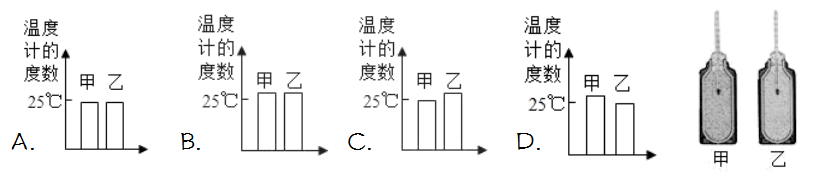 A.
温度
计的
度数
25℃
甲 乙
B.
温度
计的
度数
25℃
甲 乙
C.
温度
计的
度数
25℃
甲 乙
D.
温度
计的
度数
25℃
甲 乙
甲 乙